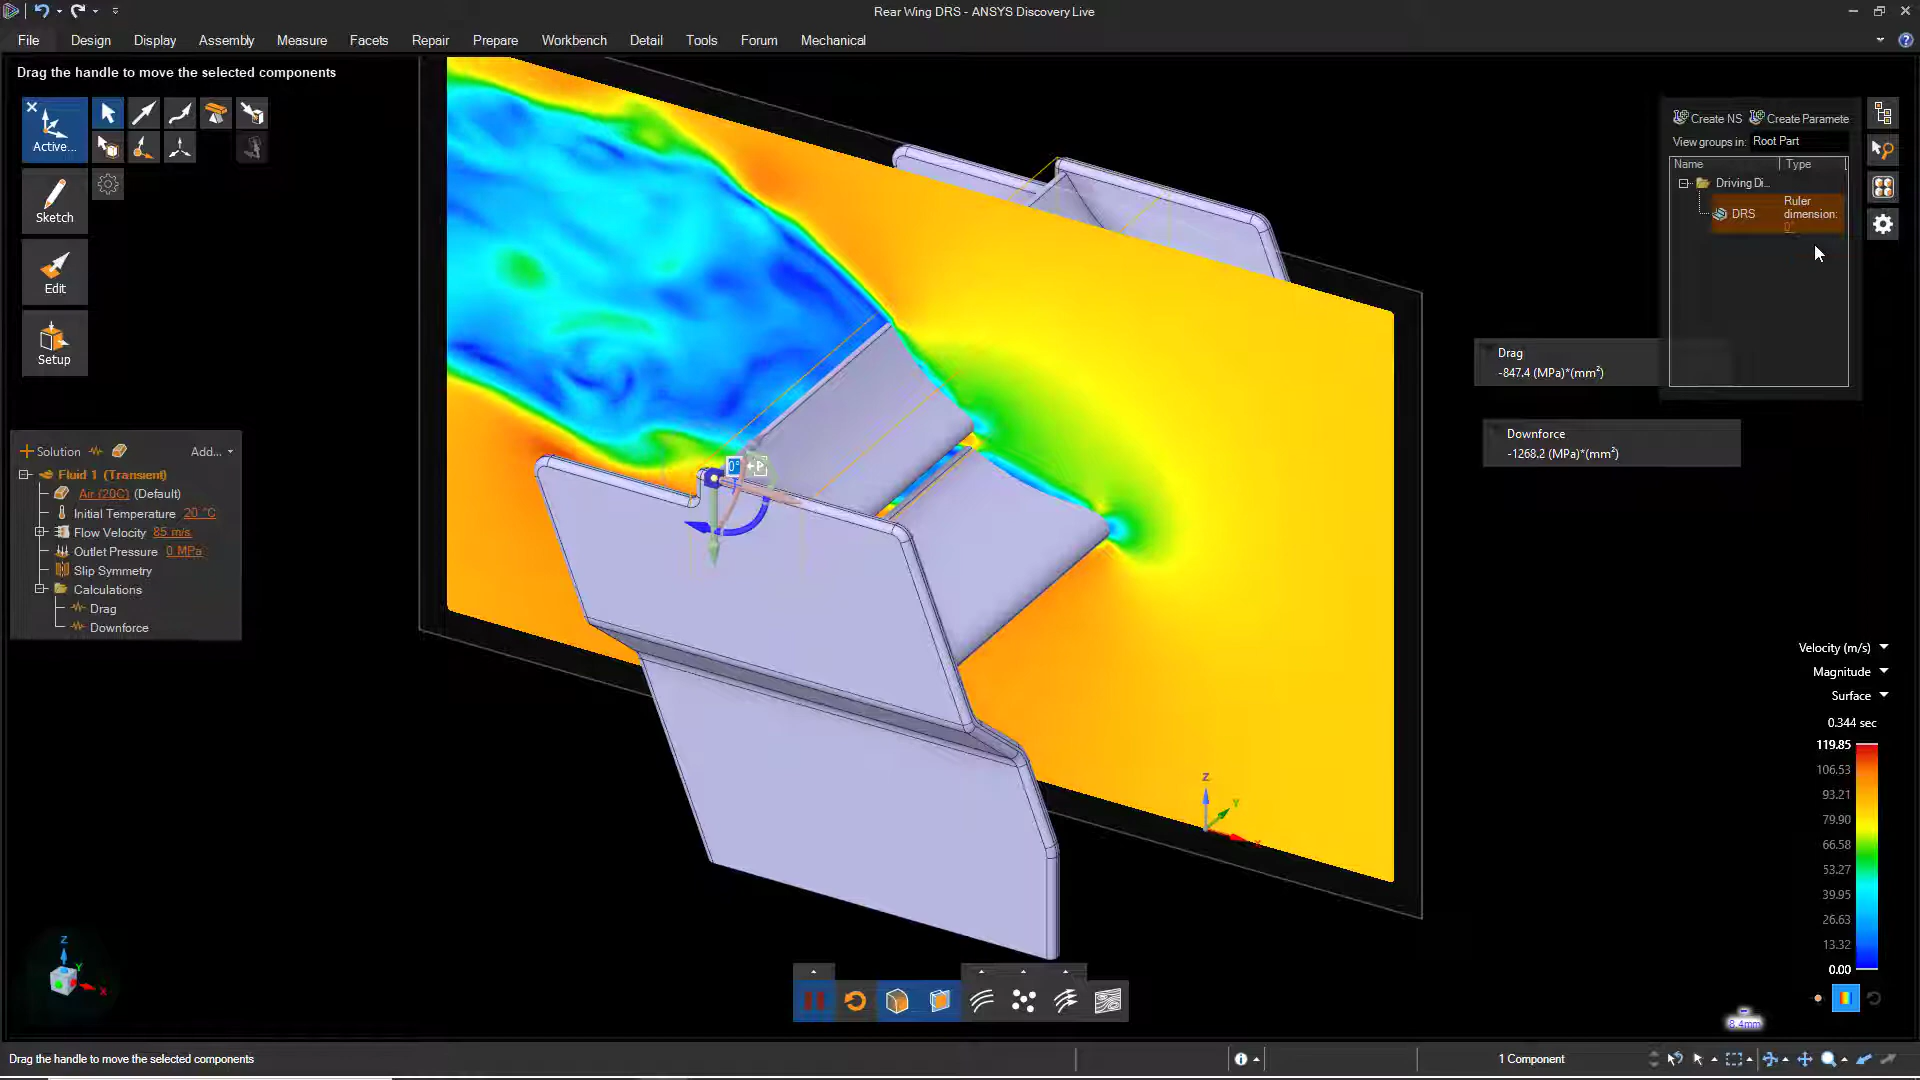 Rear Wing DRS - ANSYS Discovery Live
File Design Display Assembly Measure Facets Repair Prepare Workbench Detail Tools Forum Mechanical
Drag the handle to move the selected components
Active...
Sketch
Edit
Setup
Create NS Create Paramete
View groups in: Root Part
Name Type
Driving Di...
DRS Ruler dimension: 0°
Drag
-847.4 (MPa)*(mm²)
Downforce
-1268.2 (MPa)*(mm²)
Solution Add...
Fluid 1 (Transient)
Air (20C) (Default)
Initial Temperature 20 °C
Flow Velocity 85 m/s
Outlet Pressure 0 MPa
Slip Symmetry
Calculations
Drag
Downforce
0° P
Velocity (m/s)
Magnitude
Surface
0.344 sec
119.85
106.53
93.21
79.90
66.58
53.27
39.95
26.63
13.32
0.00
Z
Y
X
Z
Y
X
8.4mm
Drag the handle to move the selected components
1 Component